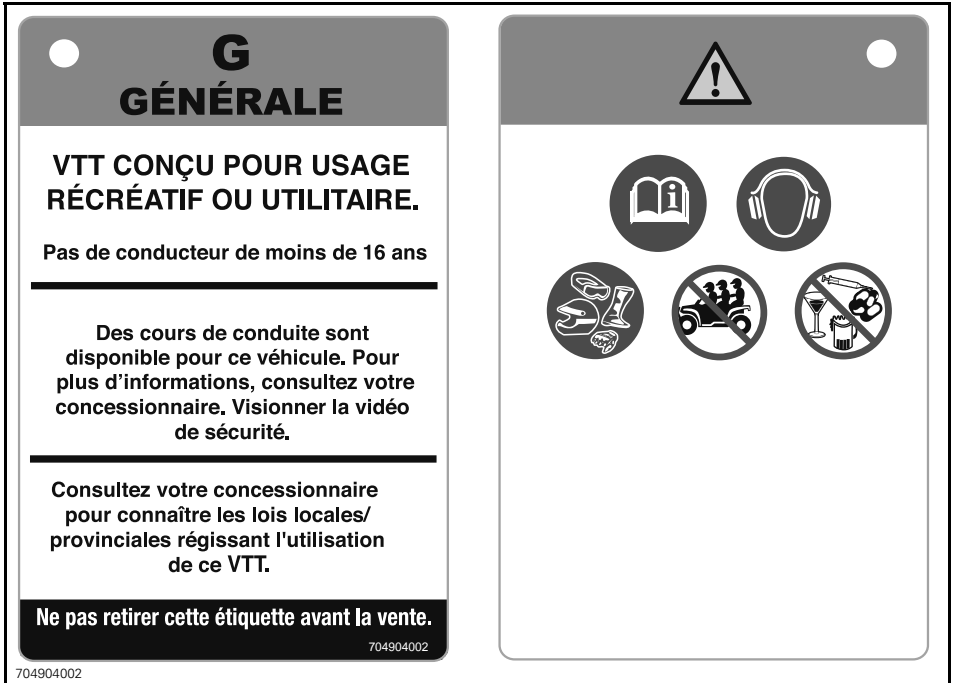 G
GÉNÉRALE
VTT CONÇU POUR USAGE
RÉCRÉATIF OU UTILITAIRE.
Pas de conducteur de moins de 16 ans
Des cours de conduite sont
disponible pour ce véhicule. Pour
plus d’informations, consultez votre
concessionnaire. Visionner la vidéo
de sécurité.
Consultez votre concessionnaire
pour connaître les lois locales/
provinciales régissant l'utilisation
de ce VTT.
Ne pas retirer cette étiquette avant la vente.
704904002
704904002
!
i